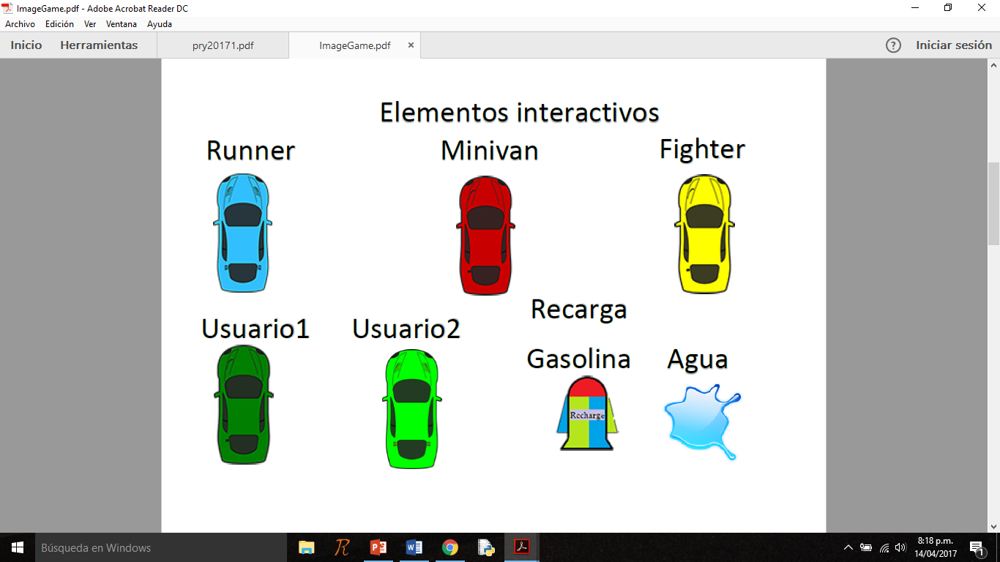 ImageGame.pdf - Adobe Acrobat Reader DC
Archivo Edición Ver Ventana Ayuda
Inicio Herramientas pry20171.pdf ImageGame.pdf × ? Iniciar sesión
Elementos interactivos
Runner Minivan Fighter
Recarga
Usuario1 Usuario2
Gasolina Agua
Recharge
Búsqueda en Windows
8:18 p.m.
14/04/2017
1